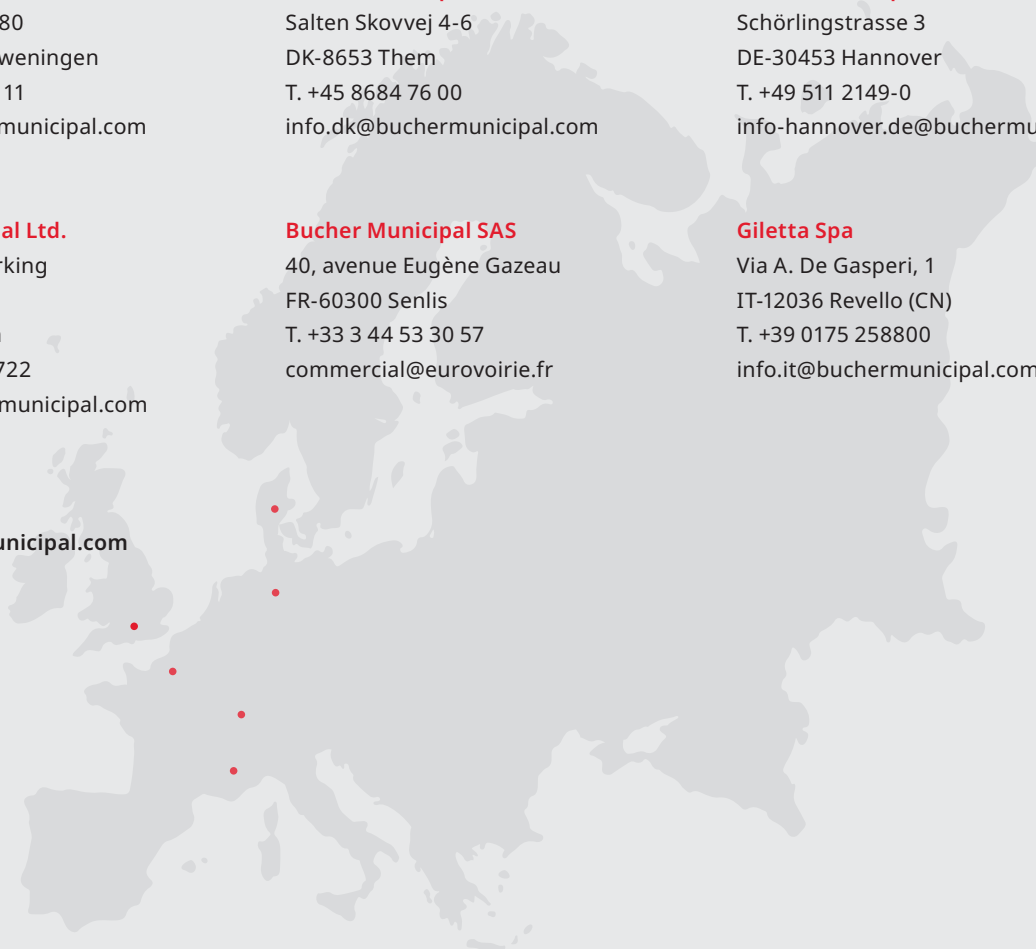 80
weningen
11
municipal.com
Salten Skovvej 4-6
DK-8653 Them
T. +45 8684 76 00
info.dk@buchermunicipal.com
Schörlingstrasse 3
DE-30453 Hannover
T. +49 511 2149-0
info-hannover.de@buchermu
al Ltd.
rking
722
municipal.com
Bucher Municipal SAS
40, avenue Eugène Gazeau
FR-60300 Senlis
T. +33 3 44 53 30 57
commercial@eurovoirie.fr
Giletta Spa
Via A. De Gasperi, 1
IT-12036 Revello (CN)
T. +39 0175 258800
info.it@buchermunicipal.com
unicipal.com